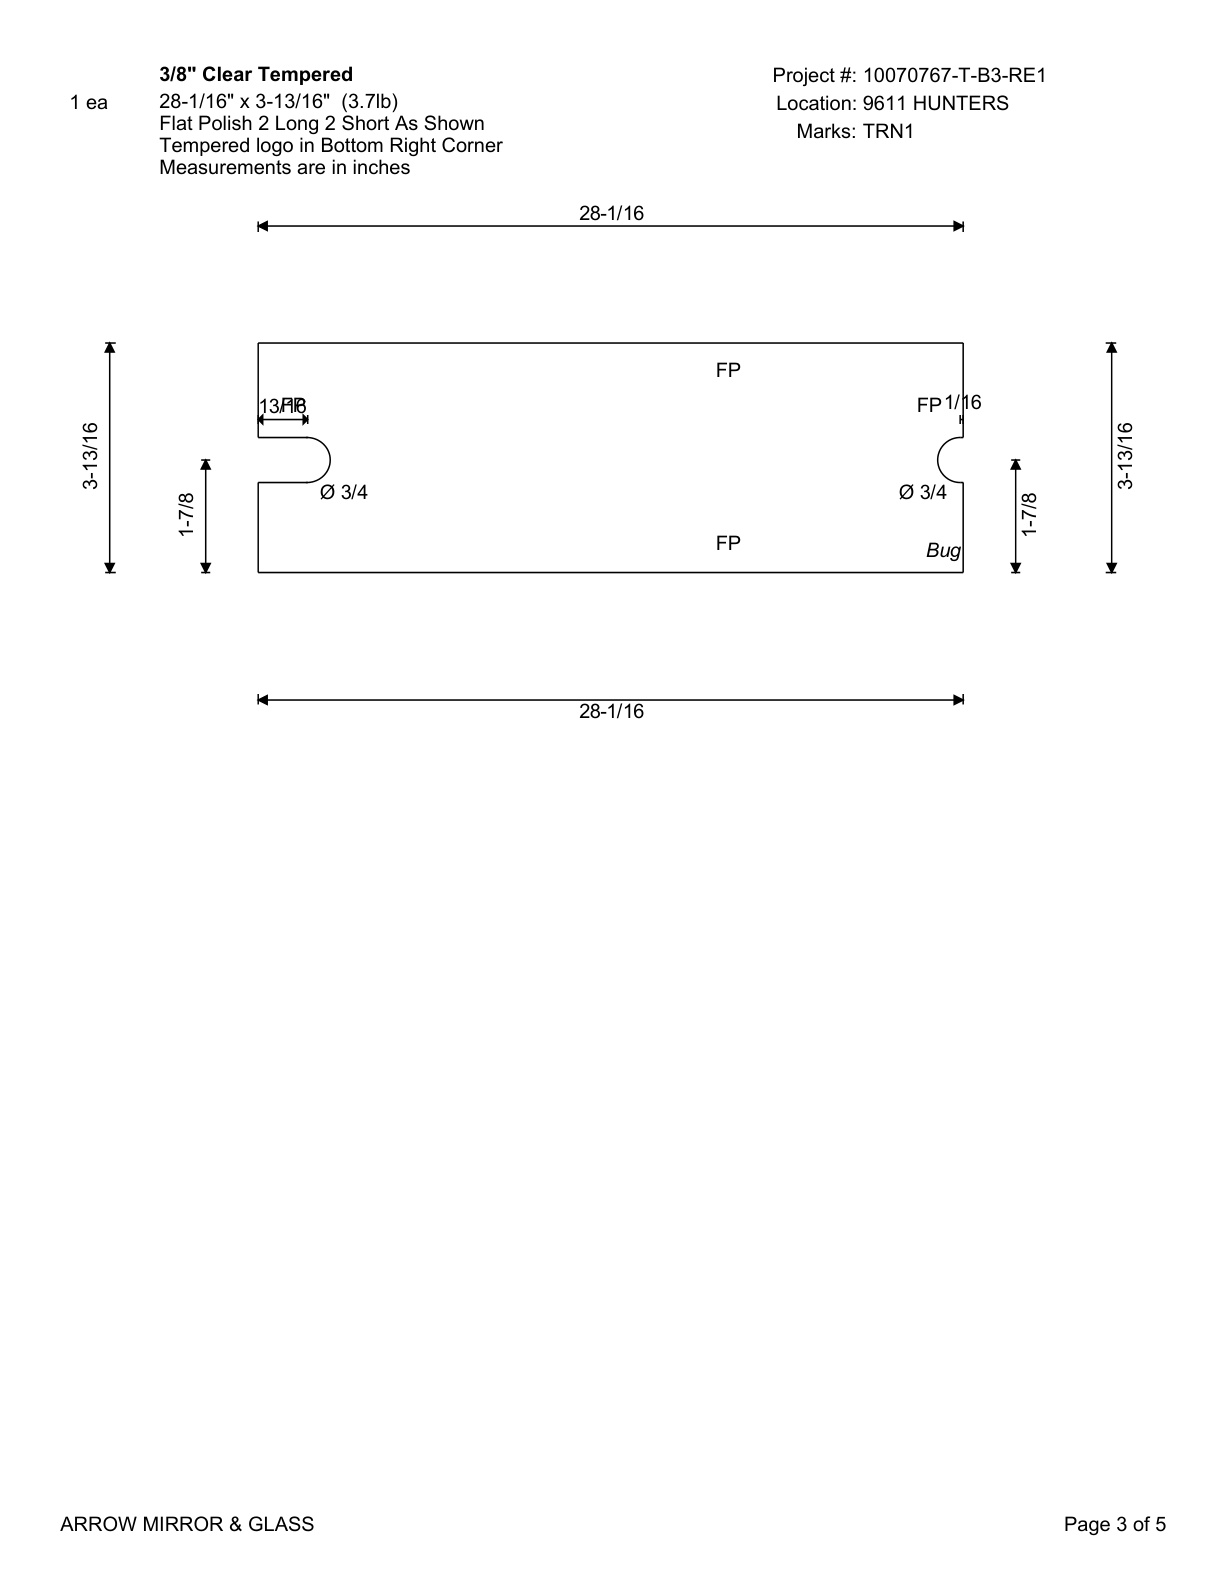 3/8" Clear Tempered
1 ea
28-1/16" x 3-13/16" (3.7lb)
Flat Polish 2 Long 2 Short As Shown
Tempered logo in Bottom Right Corner
Measurements are in inches
Project #: 10070767-T-B3-RE1
Location: 9611 HUNTERS
Marks: TRN1
28-1/16
FP
13/16
FP
FP
1/16
3-13/16
3-13/16
Ø 3/4
Ø 3/4
1-7/8
1-7/8
FP
Bug
28-1/16
ARROW MIRROR & GLASS
Page 3 of 5